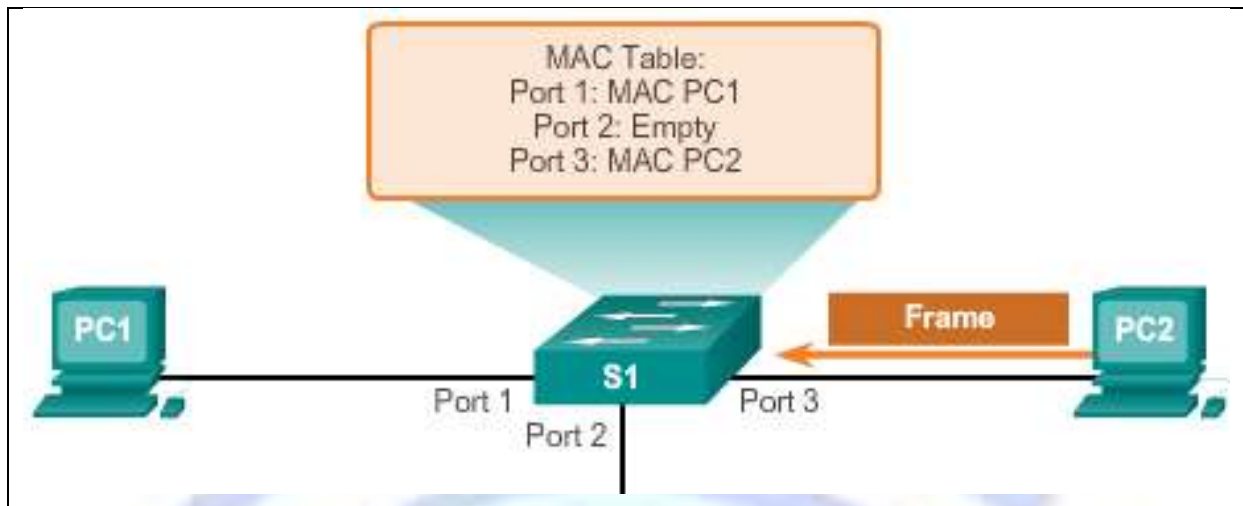 MAC Table:
Port 1: MAC PC1
Port 2: Empty
Port 3: MAC PC2
PC1
Frame
PC2
S1
Port 1
Port 3
Port 2